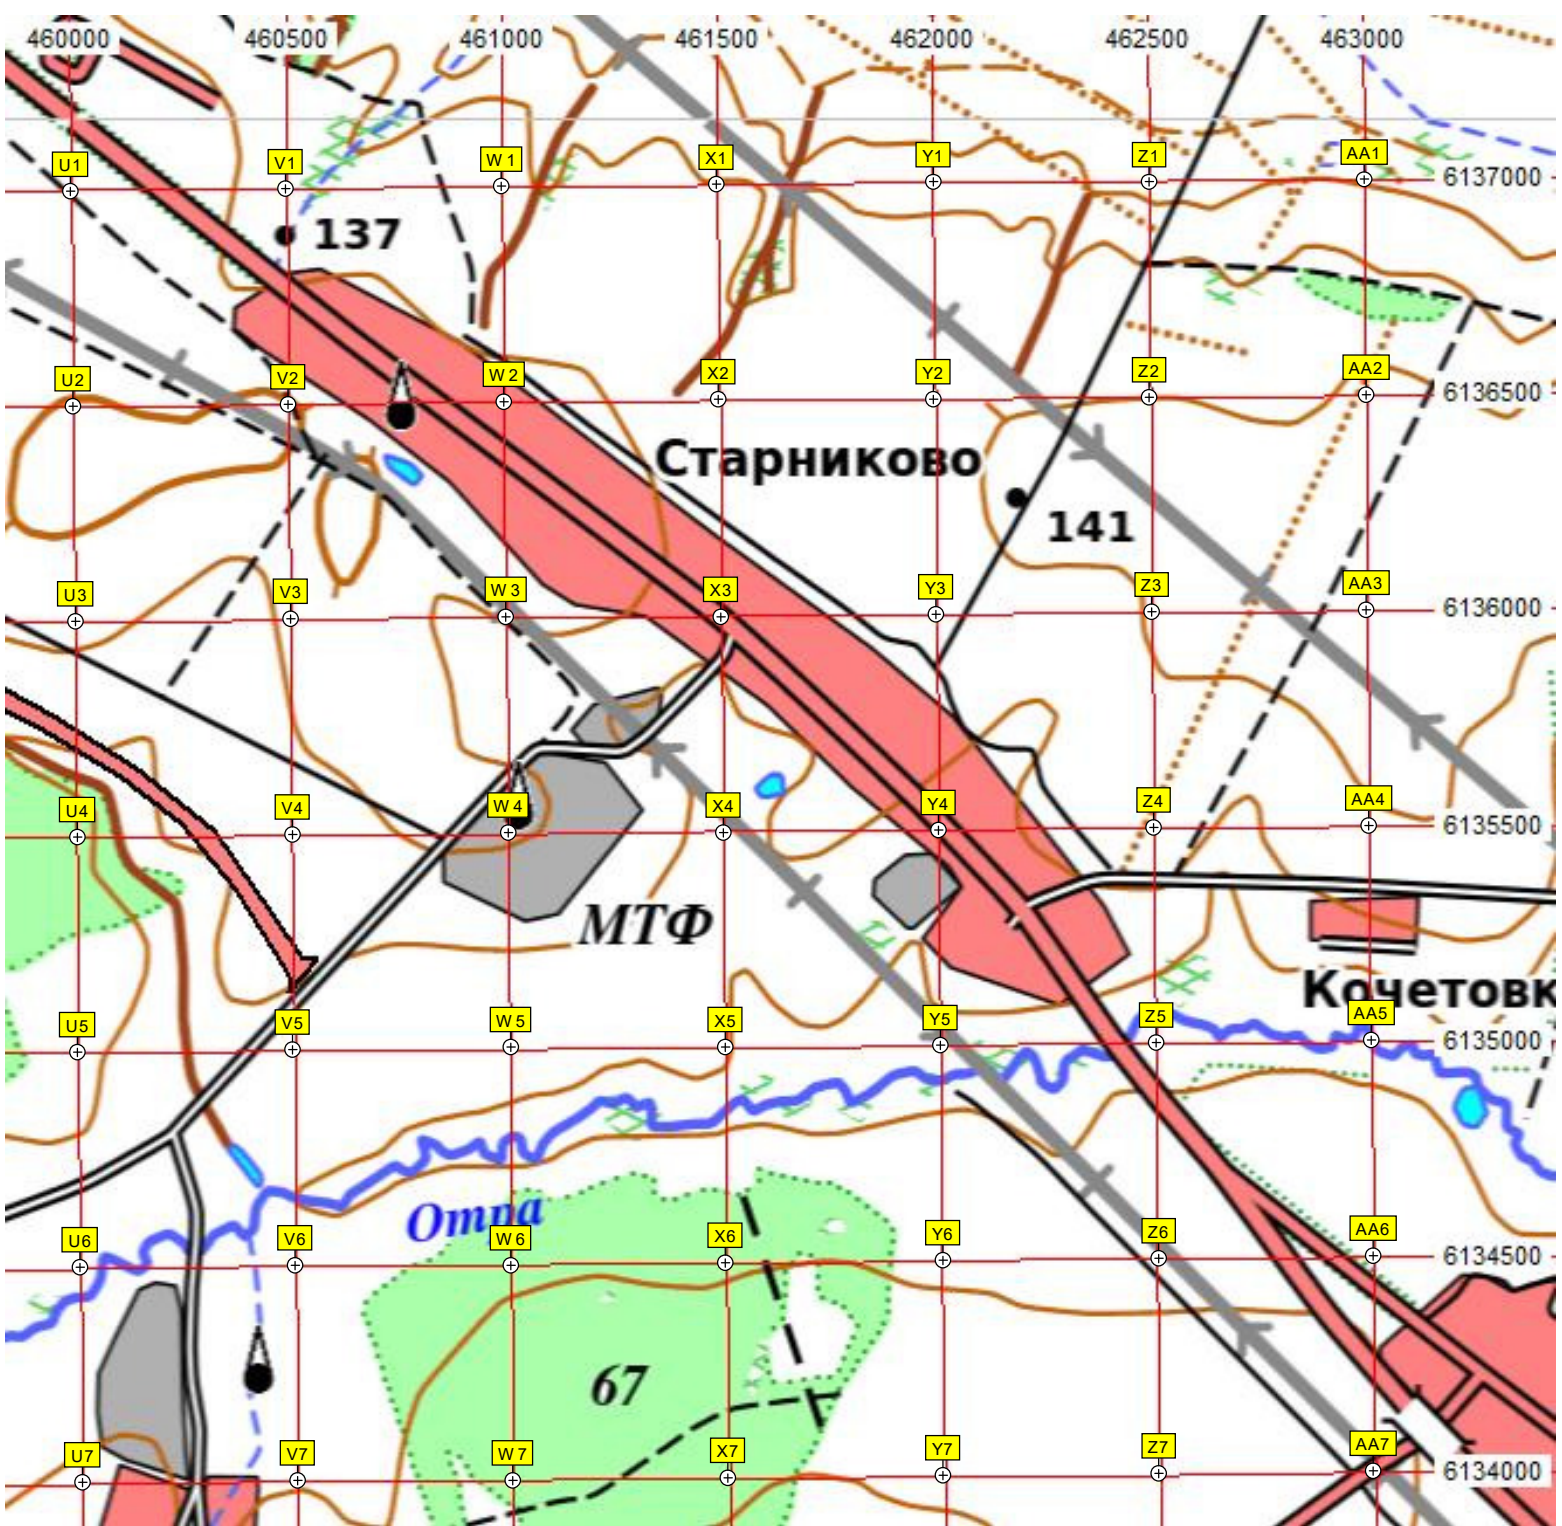 460000 460500 461000 461500 462000 462500 463000
U1 V1 W1 X1 Y1 Z1 AA1
6137000
137
U2 V2 W2 X2 Y2 Z2 AA2
6136500
Старниково
141
U3 V3 W3 X3 Y3 Z3 AA3
6136000
U4 V4 W4 X4 Y4 Z4 AA4
6135500
МТФ
Кочетовк
U5 V5 W5 X5 Y5 Z5 AA5
6135000
Отра
U6 V6 W6 X6 Y6 Z6 AA6
6134500
67
U7 V7 W7 X7 Y7 Z7 AA7
6134000